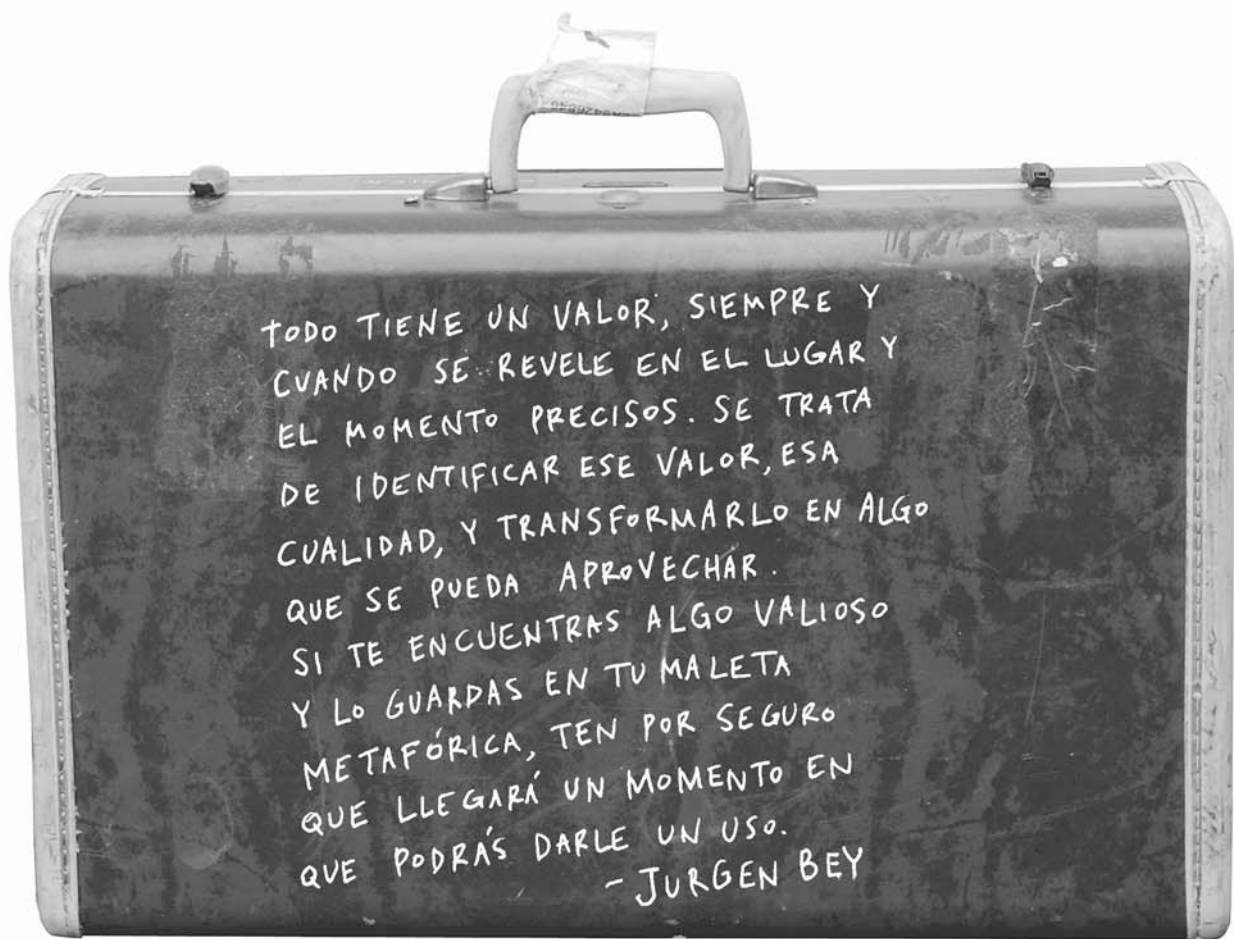 TODO TIENE UN VALOR, SIEMPRE Y
CUANDO SE REVELE EN EL LUGAR Y
EL MOMENTO PRECISOS. SE TRATA
DE IDENTIFICAR ESE VALOR, ESA
CUALIDAD, Y TRANSFORMARLO EN ALGO
QUE SE PUEDA APROVECHAR.
SI TE ENCUENTRAS ALGO VALIOSO
Y LO GUARDAS EN TU MALETA
METAFÓRICA, TEN POR SEGURO
QUE LLEGARÁ UN MOMENTO EN
QUE PODRÁS DARLE UN USO.
- JURGEN BEY